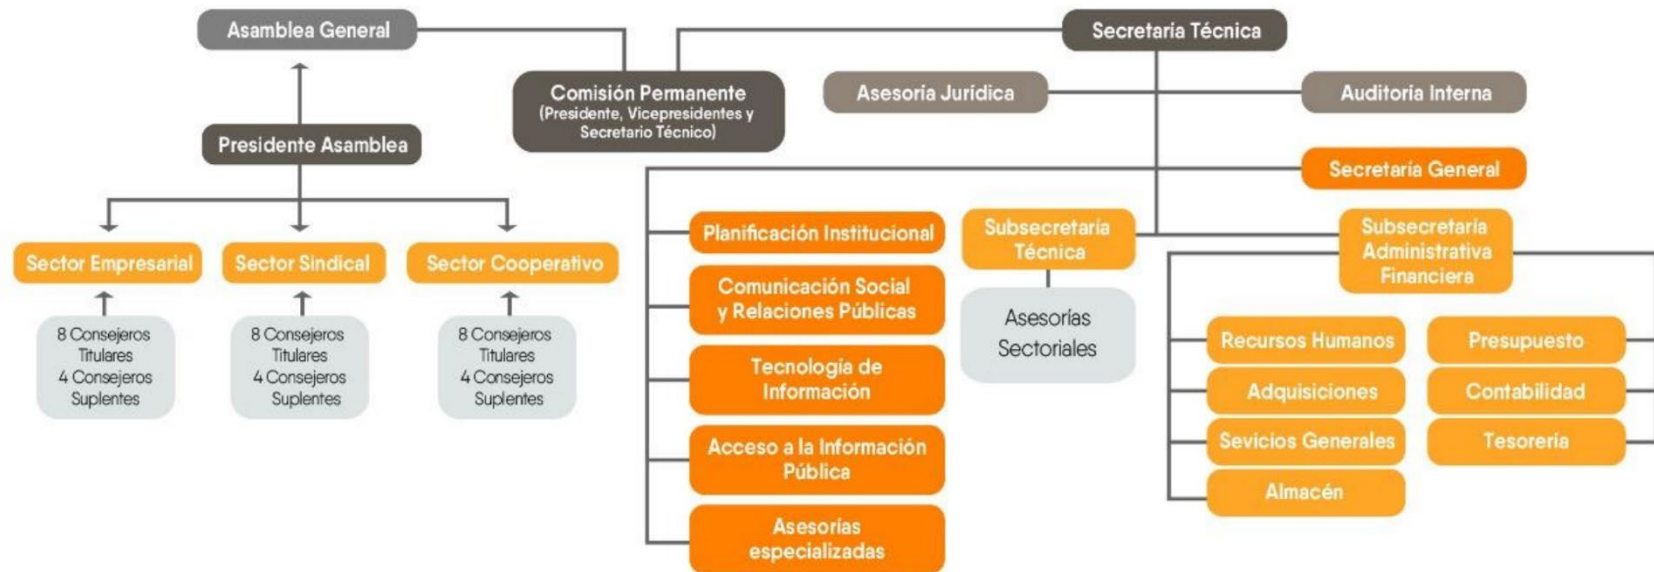 Asamblea General
Secretaría Técnica
Comisión Permanente
(Presidente, Vicepresidentes y
Secretario Técnico)
Asesoría Jurídica
Auditoría Interna
Presidente Asamblea
Secretaría General
Sector Empresarial
Sector Sindical
Sector Cooperativo
8 Consejeros
Titulares
4 Consejeros
Suplentes
8 Consejeros
Titulares
4 Consejeros
Suplentes
8 Consejeros
Titulares
4 Consejeros
Suplentes
Planificación Institucional
Comunicación Social
y Relaciones Públicas
Tecnología de
Información
Acceso a la Información
Pública
Asesorías
especializadas
Subsecretaría
Técnica
Asesorías
Sectoriales
Subsecretaría
Administrativa
Financiera
Recursos Humanos
Adquisiciones
Sevicios Generales
Almacén
Presupuesto
Contabilidad
Tesorería